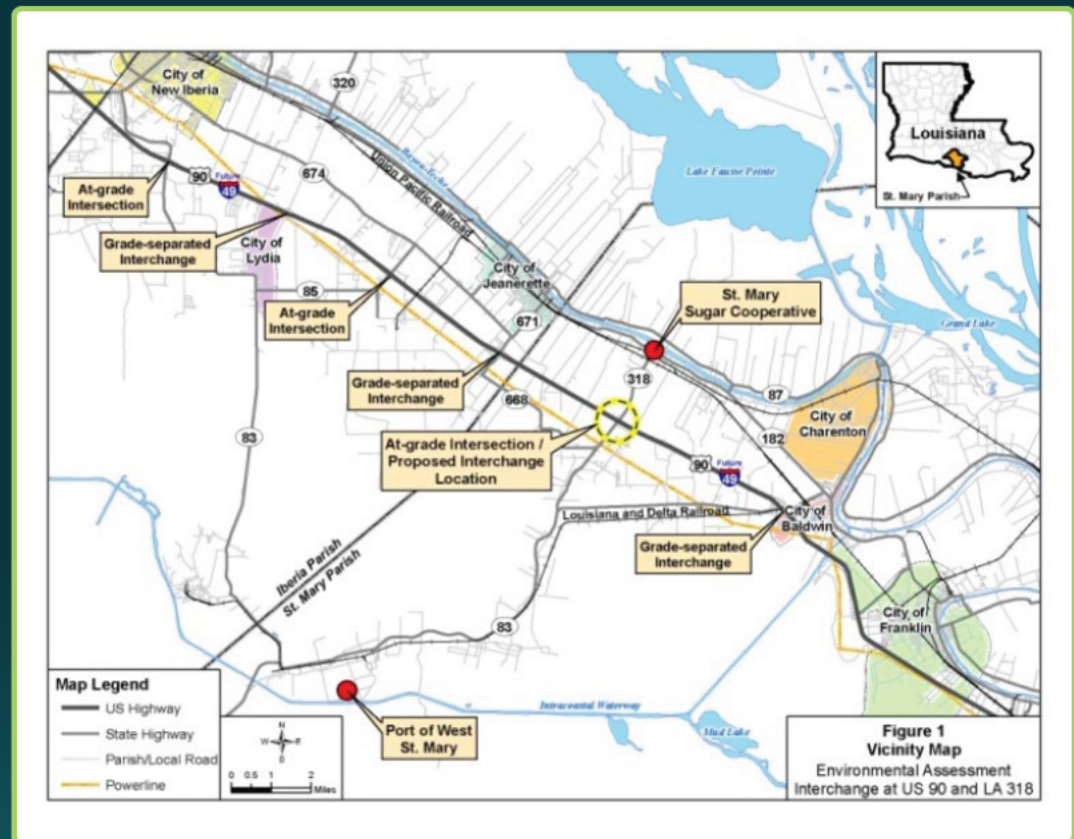 City of
New Iberia
320
Bayou Teche
Union Pacific Railroad
674
Lake Fausse Pointe
Louisiana
St. Mary Parish
At-grade
Intersection
90
Future
49
Grade-separated
Interchange
City of
Lydia
85
At-grade
Intersection
City of
Jeanerette
671
St. Mary
Sugar Cooperative
Grand Lake
318
87
Grade-separated
Interchange
668
City of
Charenton
182
83
At-grade Intersection /
Proposed Interchange
Location
90
Future
49
Louisiana and Delta Railroad
City of
Baldwin
Grade-separated
Interchange
Iberia Parish
St. Mary Parish
City of
Franklin
83
Map Legend
US Highway
State Highway
Parish/Local Road
Powerline
N
W
E
S
0 0.5 1 2
Miles
Port of West
St. Mary
Intracoastal Waterway
Mud Lake
Figure 1
Vicinity Map
Environmental Assessment
Interchange at US 90 and LA 318